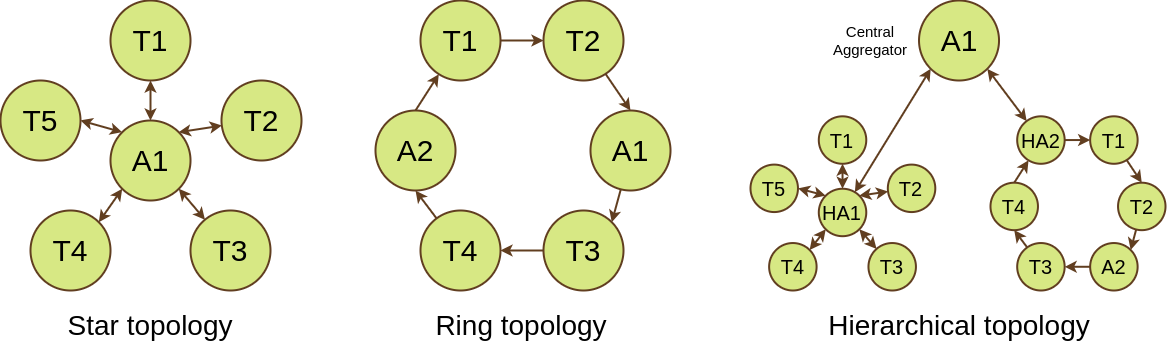 T1
T5
T2
A1
T4
T3
Star topology
T1
T2
A2
A1
T4
T3
Ring topology
Central
Aggregator
A1
T1
T5
T2
HA1
T4
T3
HA2
T1
T4
T2
T3
A2
Hierarchical topology